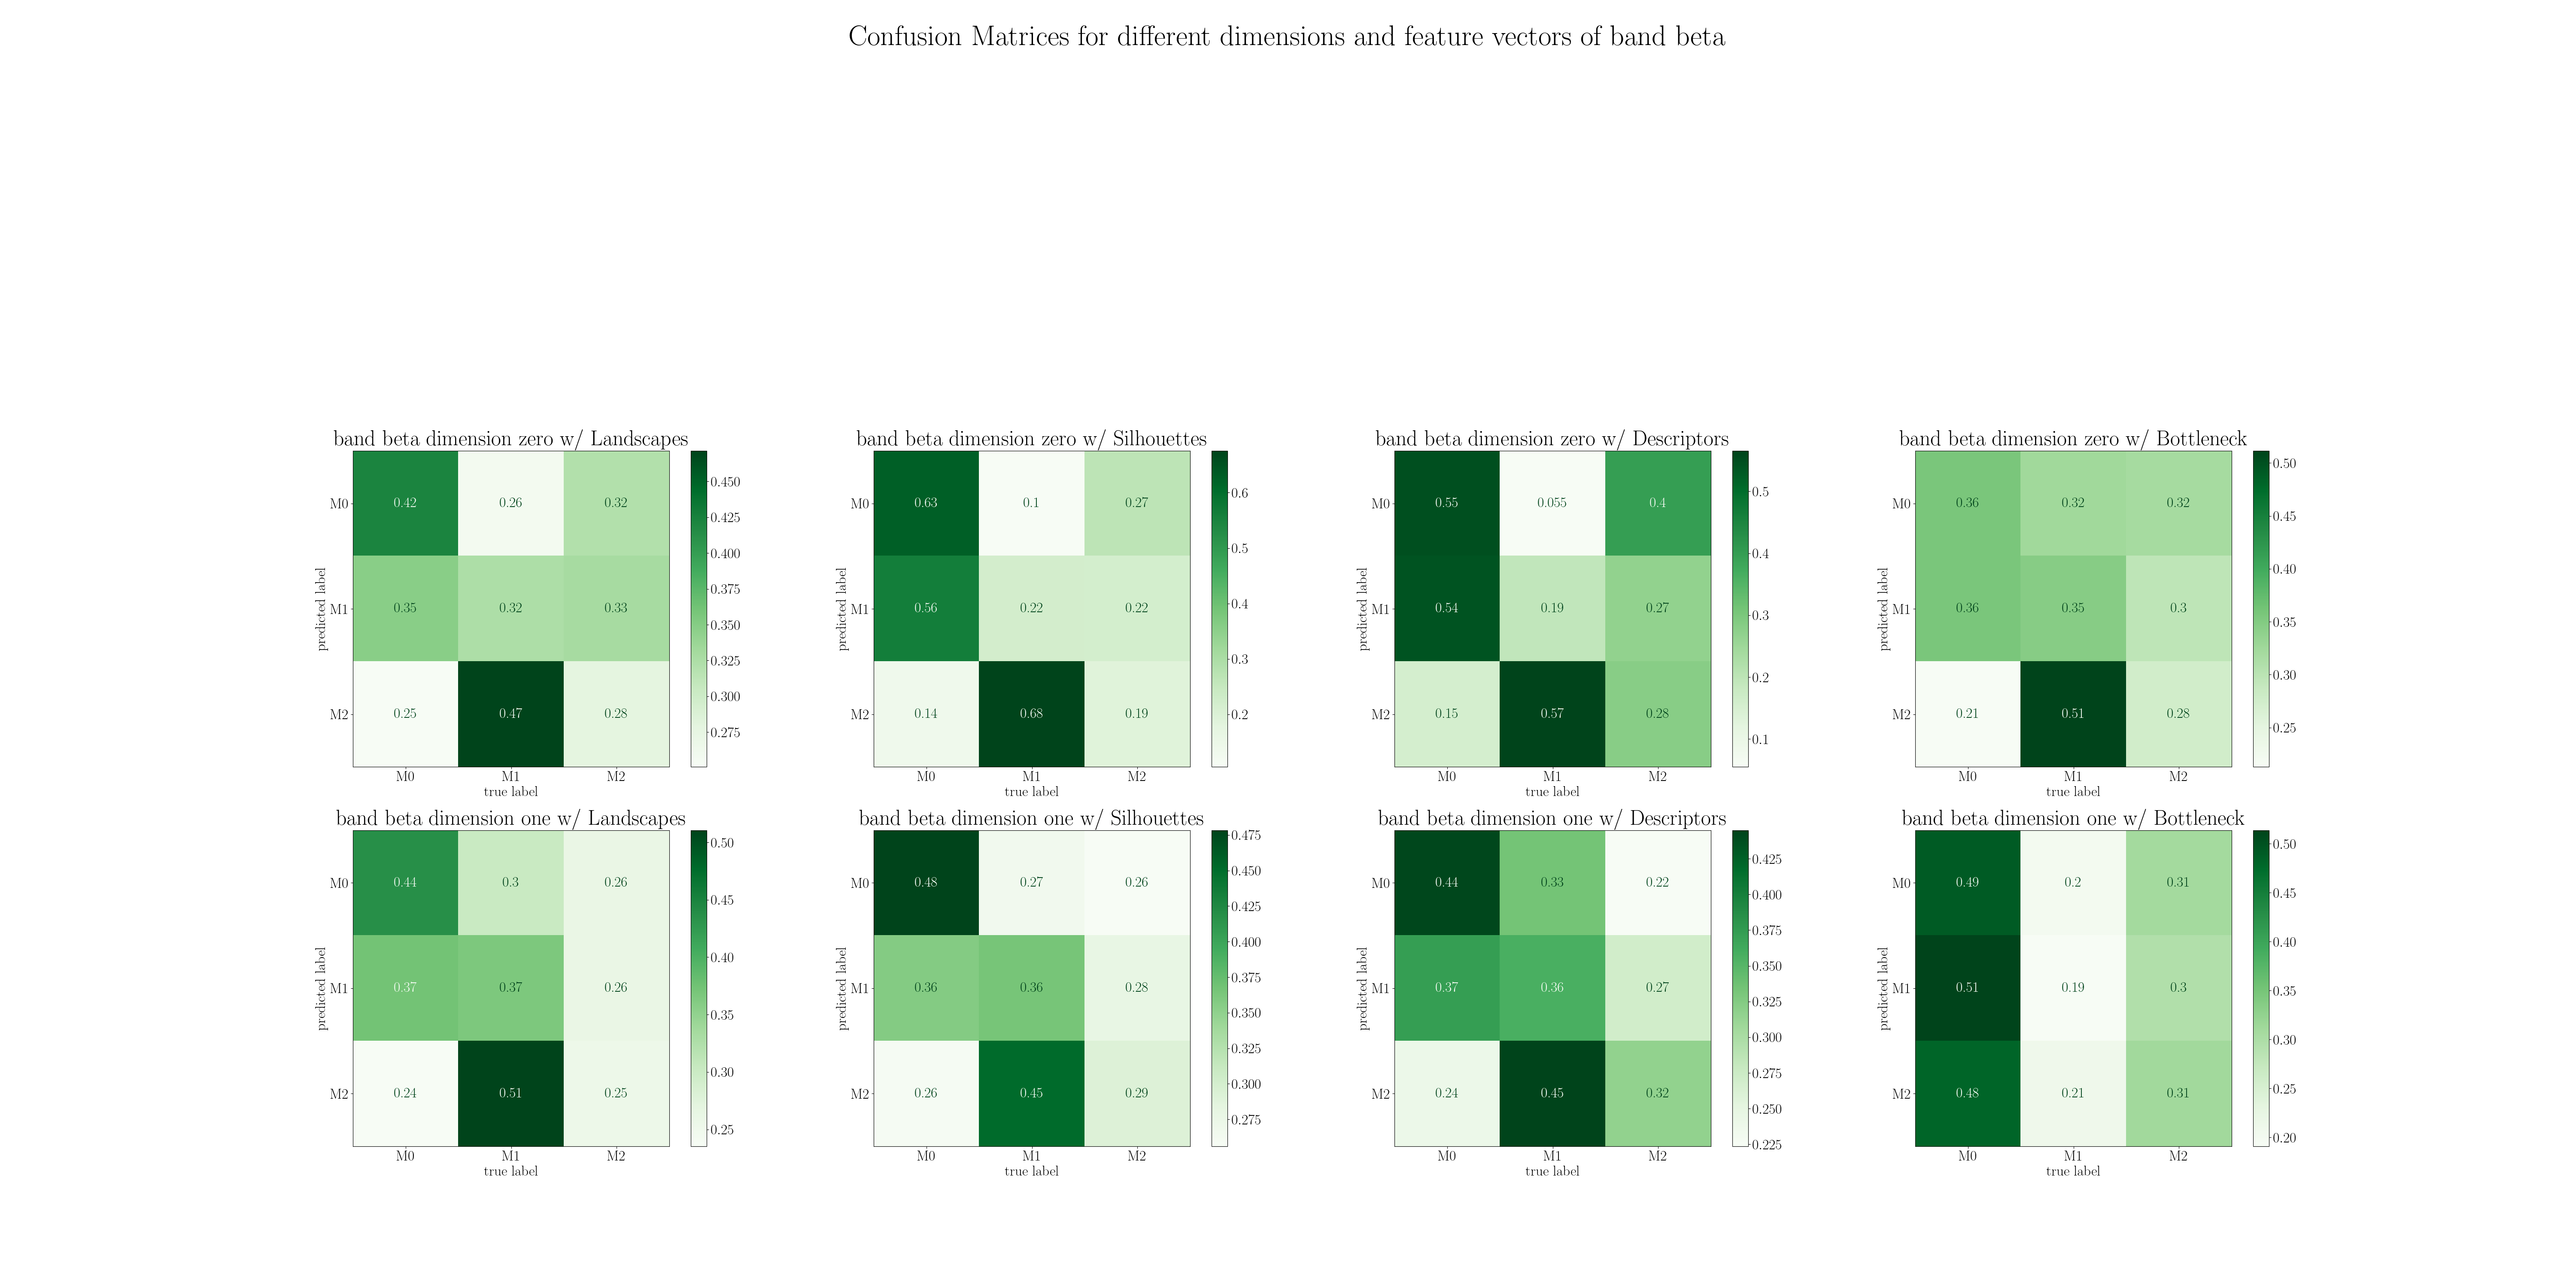 Confusion Matrices for different dimensions and feature vectors of band beta
band beta dimension zero w/ Landscapes
M0 0.42 0.26 0.32
M1 0.35 0.32 0.33
M2 0.25 0.47 0.28
M0 M1 M2
true label
predicted label
0.450
0.425
0.400
0.375
0.350
0.325
0.300
0.275
band beta dimension zero w/ Silhouettes
M0 0.63 0.1 0.27
M1 0.56 0.22 0.22
M2 0.14 0.68 0.19
M0 M1 M2
true label
predicted label
0.6
0.5
0.4
0.3
0.2
band beta dimension zero w/ Descriptors
M0 0.55 0.055 0.4
M1 0.54 0.19 0.27
M2 0.15 0.57 0.28
M0 M1 M2
true label
predicted label
0.5
0.4
0.3
0.2
0.1
band beta dimension zero w/ Bottleneck
M0 0.36 0.32 0.32
M1 0.36 0.35 0.3
M2 0.21 0.51 0.28
M0 M1 M2
true label
predicted label
0.50
0.45
0.40
0.35
0.30
0.25
band beta dimension one w/ Landscapes
M0 0.44 0.3 0.26
M1 0.37 0.37 0.26
M2 0.24 0.51 0.25
M0 M1 M2
true label
predicted label
0.50
0.45
0.40
0.35
0.30
0.25
band beta dimension one w/ Silhouettes
M0 0.48 0.27 0.26
M1 0.36 0.36 0.28
M2 0.26 0.45 0.29
M0 M1 M2
true label
predicted label
0.475
0.450
0.425
0.400
0.375
0.350
0.325
0.300
0.275
band beta dimension one w/ Descriptors
M0 0.44 0.33 0.22
M1 0.37 0.36 0.27
M2 0.24 0.45 0.32
M0 M1 M2
true label
predicted label
0.425
0.400
0.375
0.350
0.325
0.300
0.275
0.250
0.225
band beta dimension one w/ Bottleneck
M0 0.49 0.2 0.31
M1 0.51 0.19 0.3
M2 0.48 0.21 0.31
M0 M1 M2
true label
predicted label
0.50
0.45
0.40
0.35
0.30
0.25
0.20